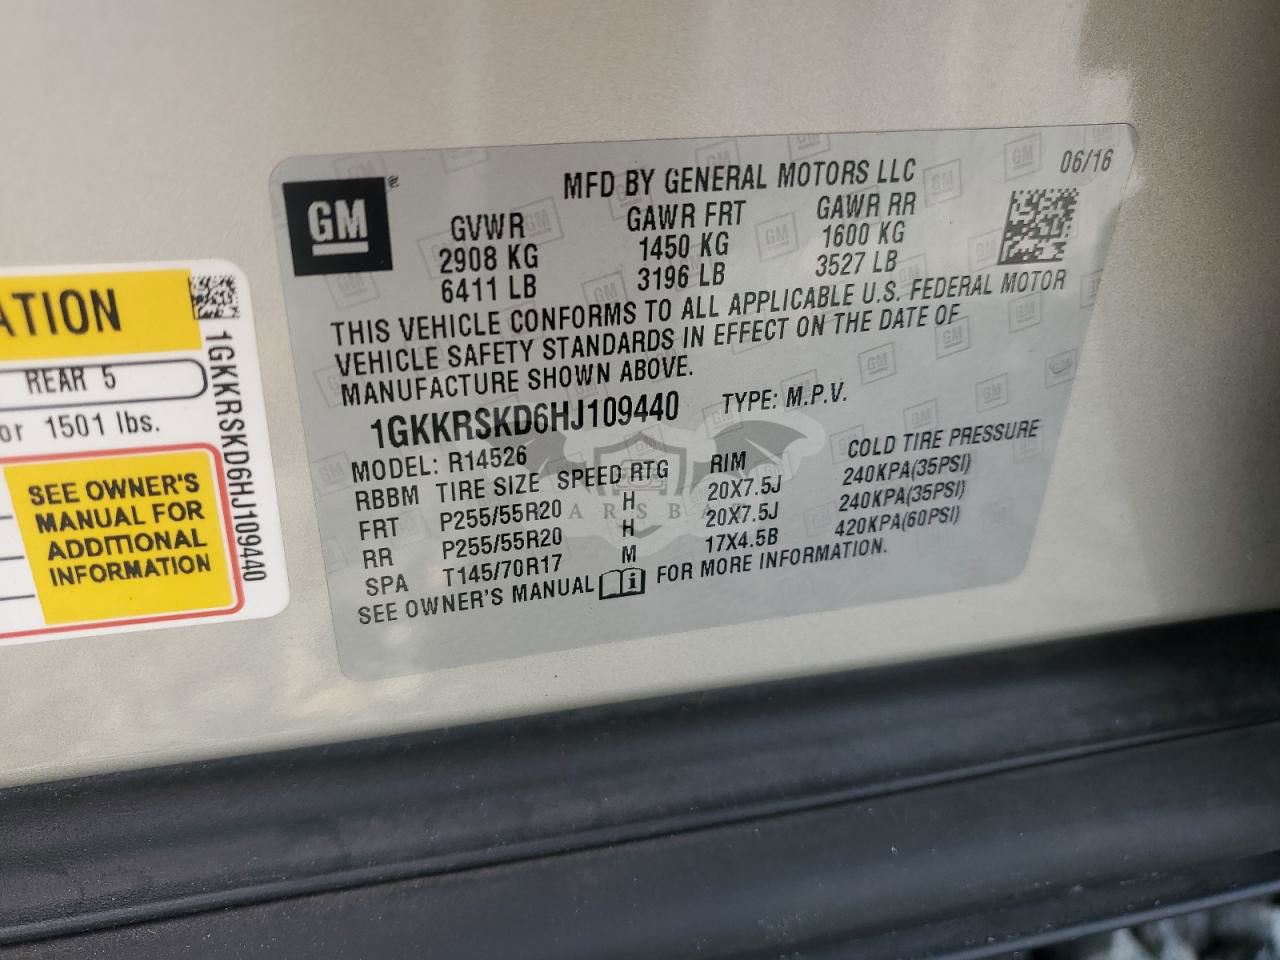 ATION
REAR 5
or 1501 lbs.
SEE OWNER'S
MANUAL FOR
ADDITIONAL
INFORMATION
1GKKRSKD6HJ109440
GM
MFD BY GENERAL MOTORS LLC 06/16
GVWR GAWR FRT GAWR RR
2908 KG 1450 KG 1600 KG
6411 LB 3196 LB 3527 LB
THIS VEHICLE CONFORMS TO ALL APPLICABLE U.S. FEDERAL MOTOR
VEHICLE SAFETY STANDARDS IN EFFECT ON THE DATE OF
MANUFACTURE SHOWN ABOVE.
1GKKRSKD6HJ109440 TYPE: M.P.V.
MODEL: R14526
RBBM TIRE SIZE SPEED RTG RIM COLD TIRE PRESSURE
FRT P255/55R20 H 20X7.5J 240KPA(35PSI)
RR P255/55R20 H 20X7.5J 240KPA(35PSI)
SPA T145/70R17 M 17X4.5B 420KPA(60PSI)
SEE OWNER'S MANUAL FOR MORE INFORMATION.